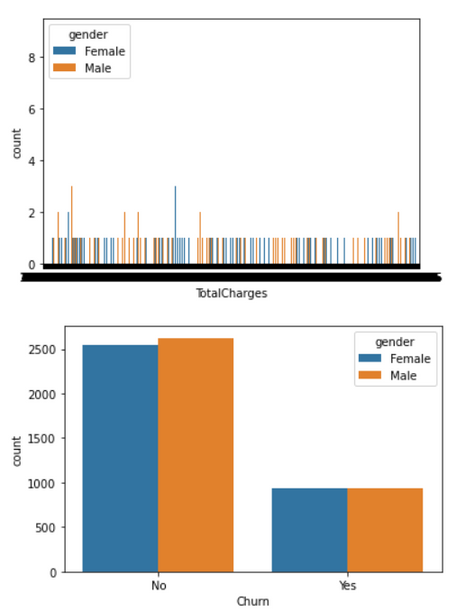 gender
Female
Male
8
6
4
2
0
count
TotalCharges
gender
Female
Male
2500
2000
1500
1000
500
0
count
No Yes
Churn